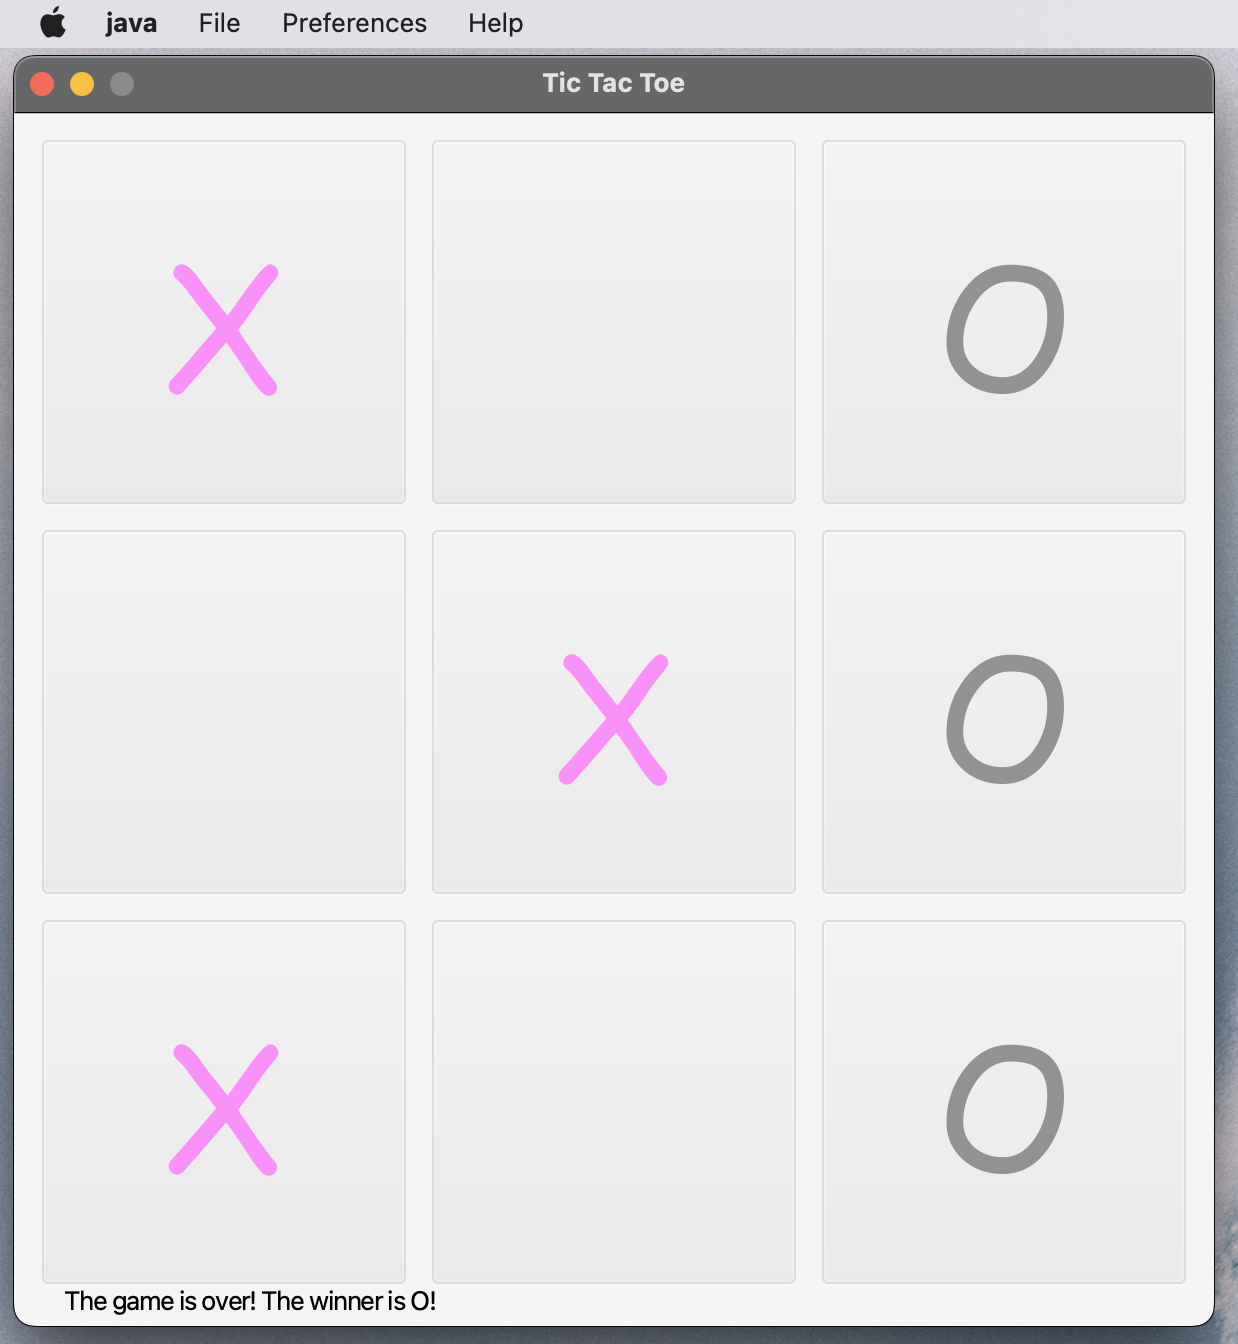 java File Preferences Help
Tic Tac Toe
X O
X O
X O
The game is over! The winner is O!